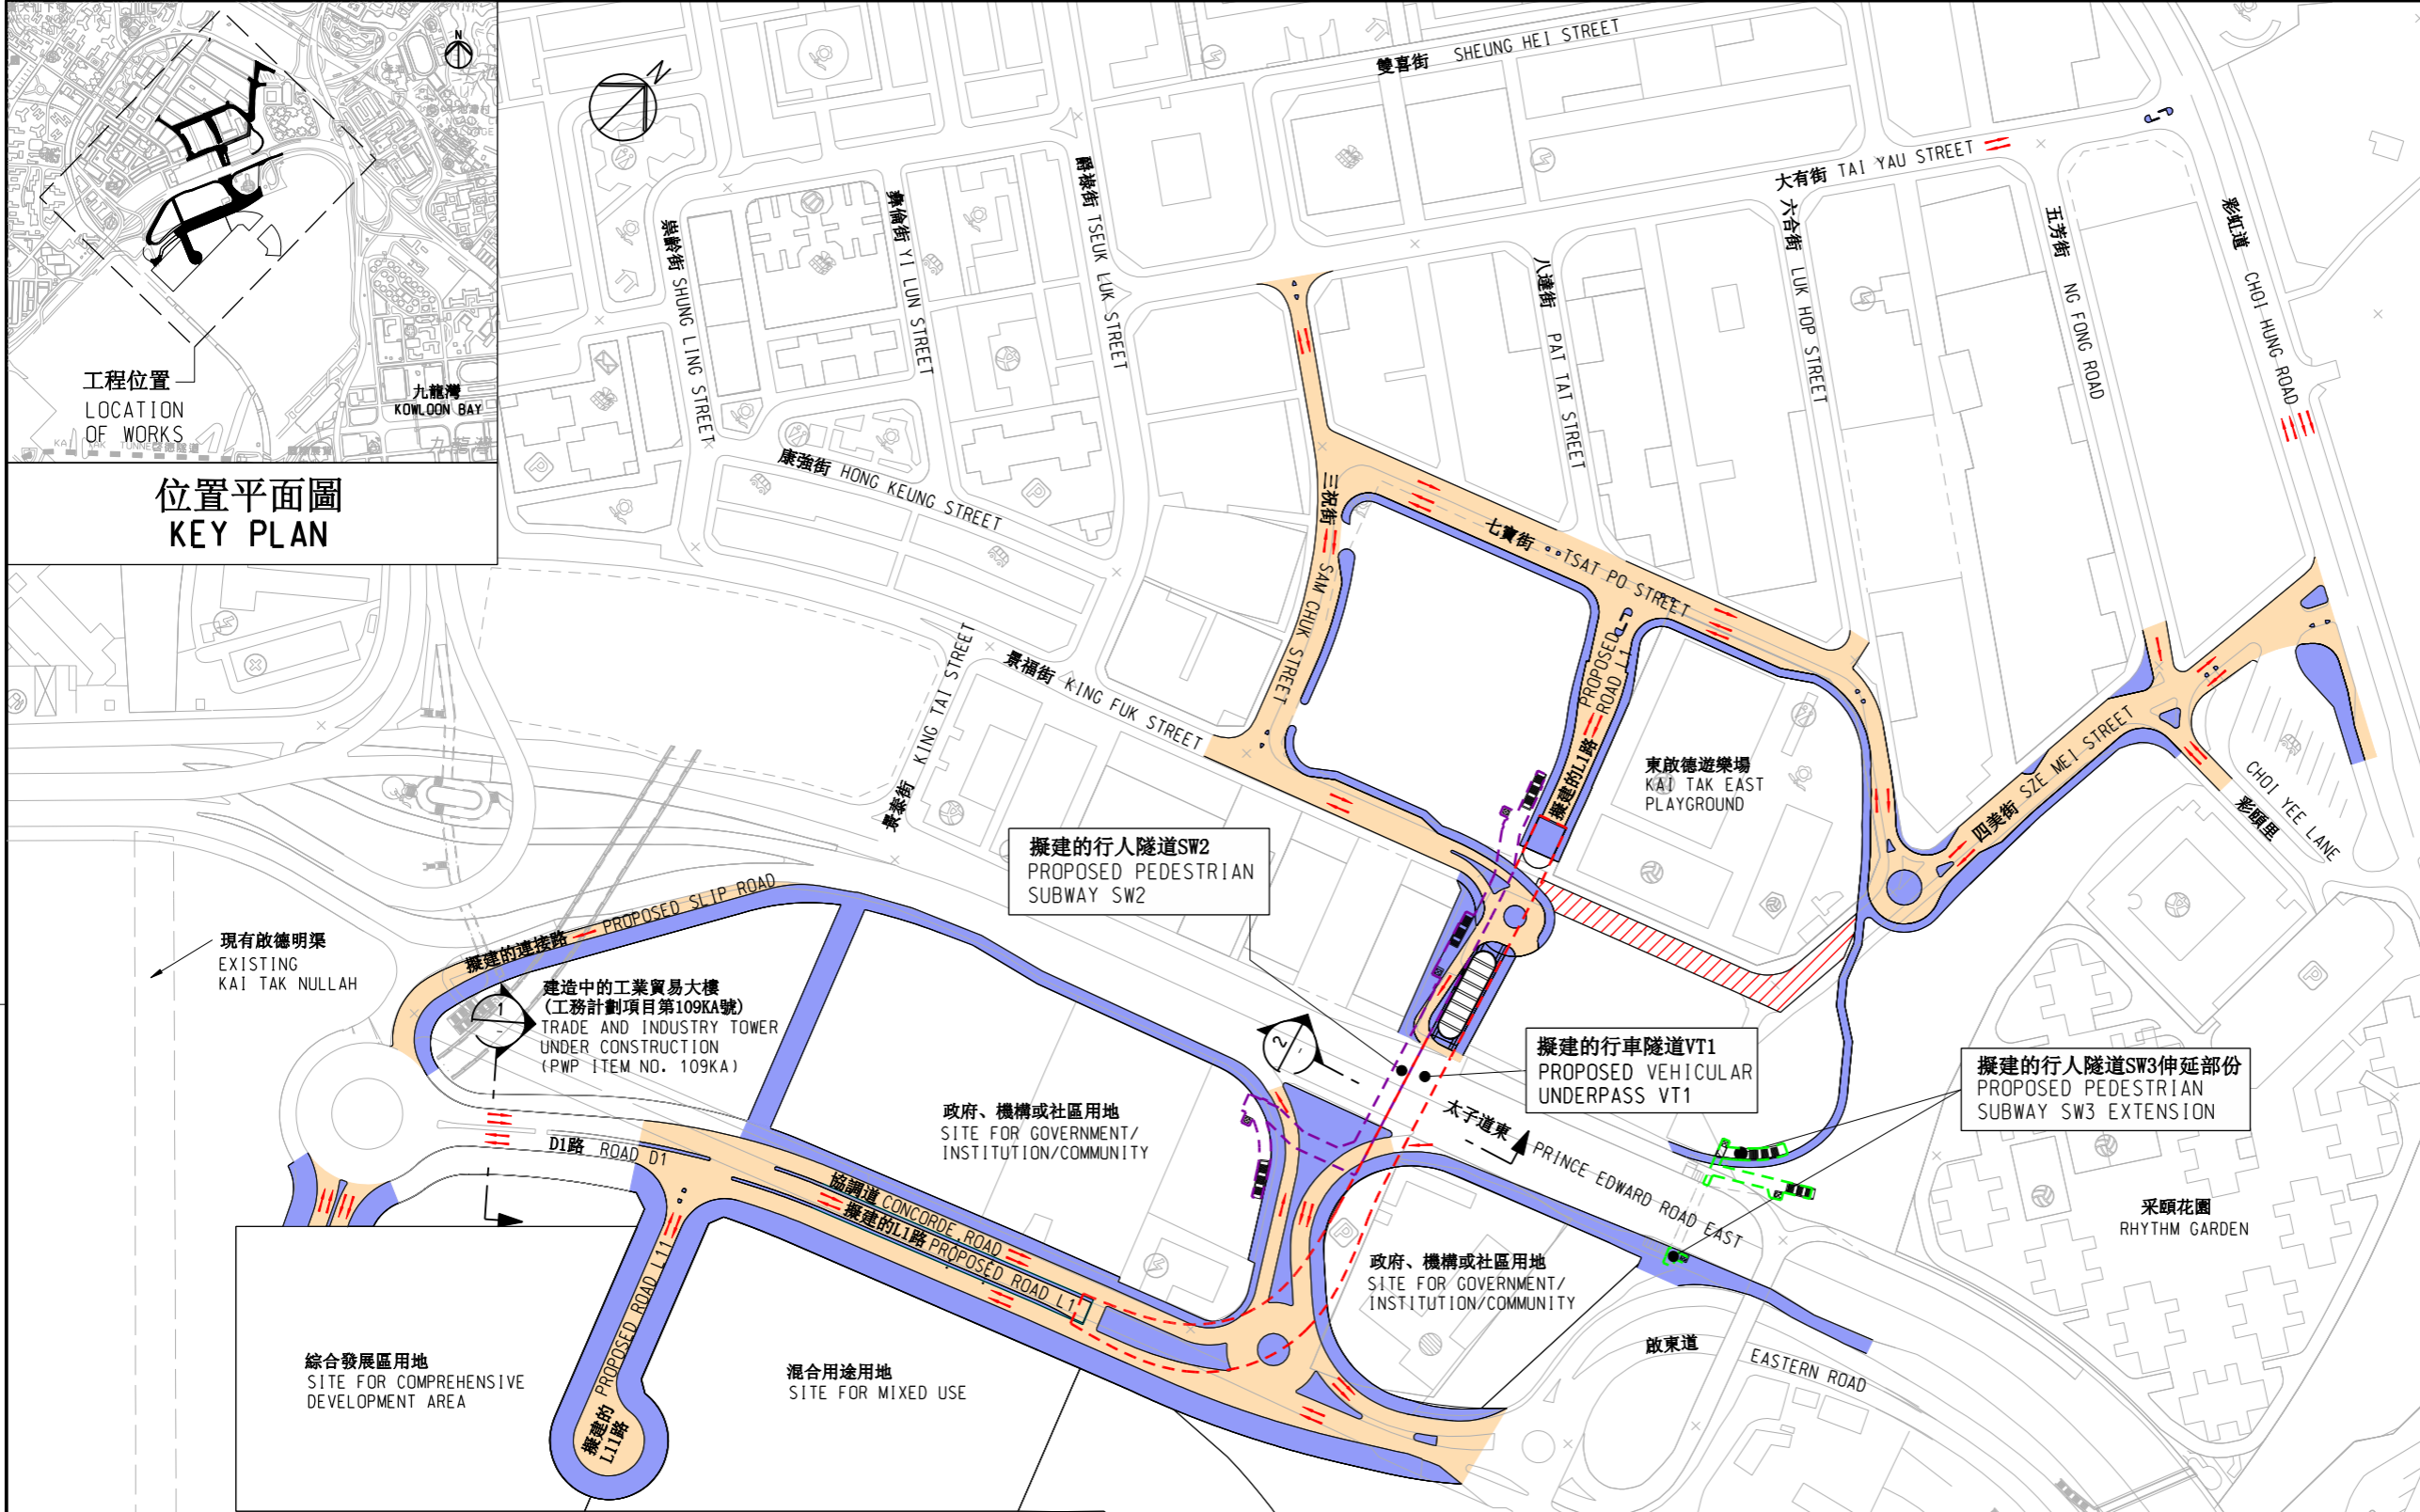 N
工程位置
LOCATION
OF WORKS
九龍灣
KOWLOON BAY
位置平面圖
KEY PLAN
N
雙喜街 SHEUNG HEI STREET
大有街 TAI YAU STREET
彩虹道 CHOI HUNG ROAD
五芳街 NG FONG ROAD
六合街 LUK HOP STREET
八達街 PAT TAT STREET
爵祿街 TSEUK LUK STREET
彝倫街 YI LUN STREET
崇齡街 SHUNG LING STREET
康強街 HONG KEUNG STREET
三祝街 SAM CHUK STREET
七寶街 TSAT PO STREET
景福街 KING FUK STREET
景泰街 KING TAI STREET
擬建的L1路 PROPOSED
ROAD L1
東啟德遊樂場
KAI TAK EAST
PLAYGROUND
四美街 SZE MEI STREET
CHOI YEE LANE
彩頤里
擬建的行人隧道SW2
PROPOSED PEDESTRIAN
SUBWAY SW2
擬建的連接路 PROPOSED SLIP ROAD
現有啟德明渠
EXISTING
KAI TAK NULLAH
1
-
建造中的工業貿易大樓
(工務計劃項目第109KA號)
TRADE AND INDUSTRY TOWER
UNDER CONSTRUCTION
(PWP ITEM NO. 109KA)
2
-
擬建的行車隧道VT1
PROPOSED VEHICULAR
UNDERPASS VT1
擬建的行人隧道SW3伸延部份
PROPOSED PEDESTRIAN
SUBWAY SW3 EXTENSION
政府、機構或社區用地
SITE FOR GOVERNMENT/
INSTITUTION/COMMUNITY
太子道東 PRINCE EDWARD ROAD EAST
D1路 ROAD D1
協調道 CONCORDE ROAD
擬建的L1路 PROPOSED ROAD L1
采頤花園
RHYTHM GARDEN
政府、機構或社區用地
SITE FOR GOVERNMENT/
INSTITUTION/COMMUNITY
啟東道 EASTERN ROAD
綜合發展區用地
SITE FOR COMPREHENSIVE
DEVELOPMENT AREA
擬建的
L11路 PROPOSED ROAD L11
混合用途用地
SITE FOR MIXED USE